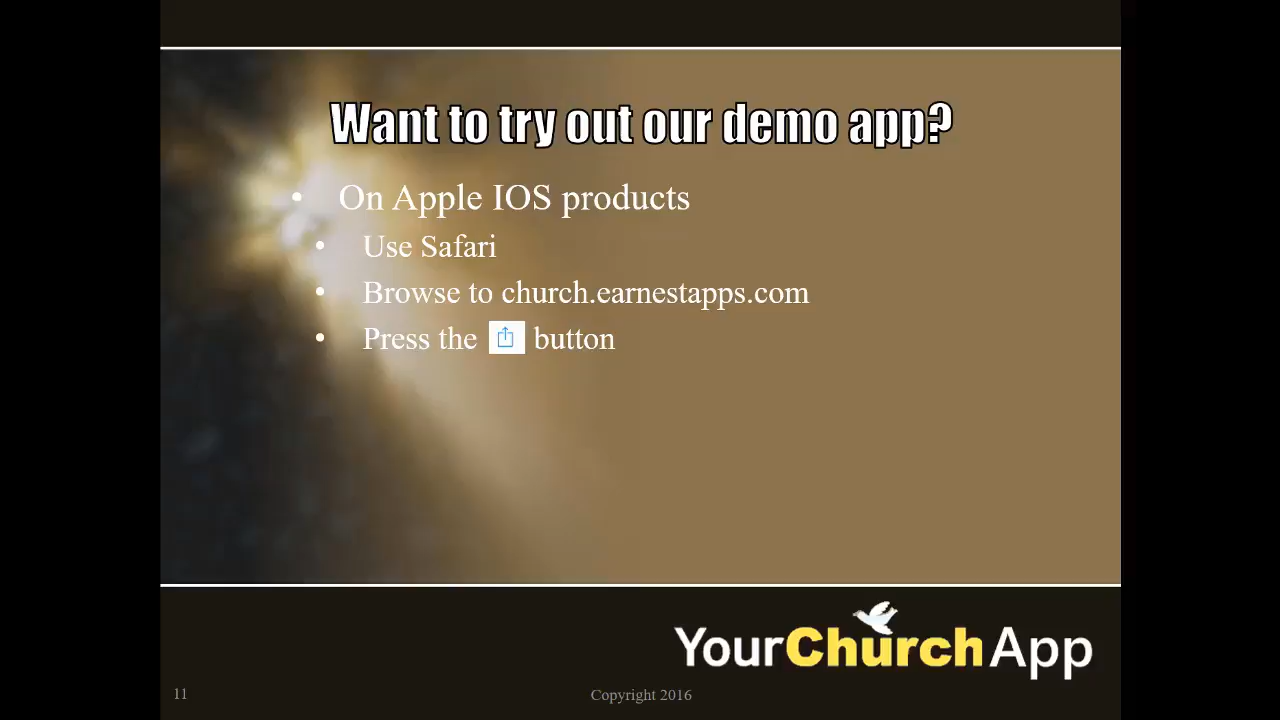 Want to try out our demo app?
• On Apple IOS products
• Use Safari
• Browse to church.earnestapps.com
• Press the button
YourChurchApp
11
Copyright 2016